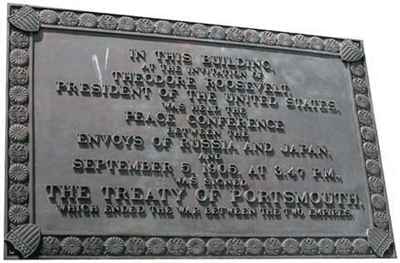 IN THIS BUILDING,
AT THE INVITATION OF
THEODORE ROOSEVELT,
PRESIDENT OF THE UNITED STATES,
WAS HELD THE
PEACE CONFERENCE
BETWEEN THE
ENVOYS OF RUSSIA AND JAPAN,
AND
SEPTEMBER 5, 1905, AT 3.47 P.M.,
WAS SIGNED
THE TREATY OF PORTSMOUTH,
WHICH ENDED THE WAR BETWEEN THE TWO EMPIRES.